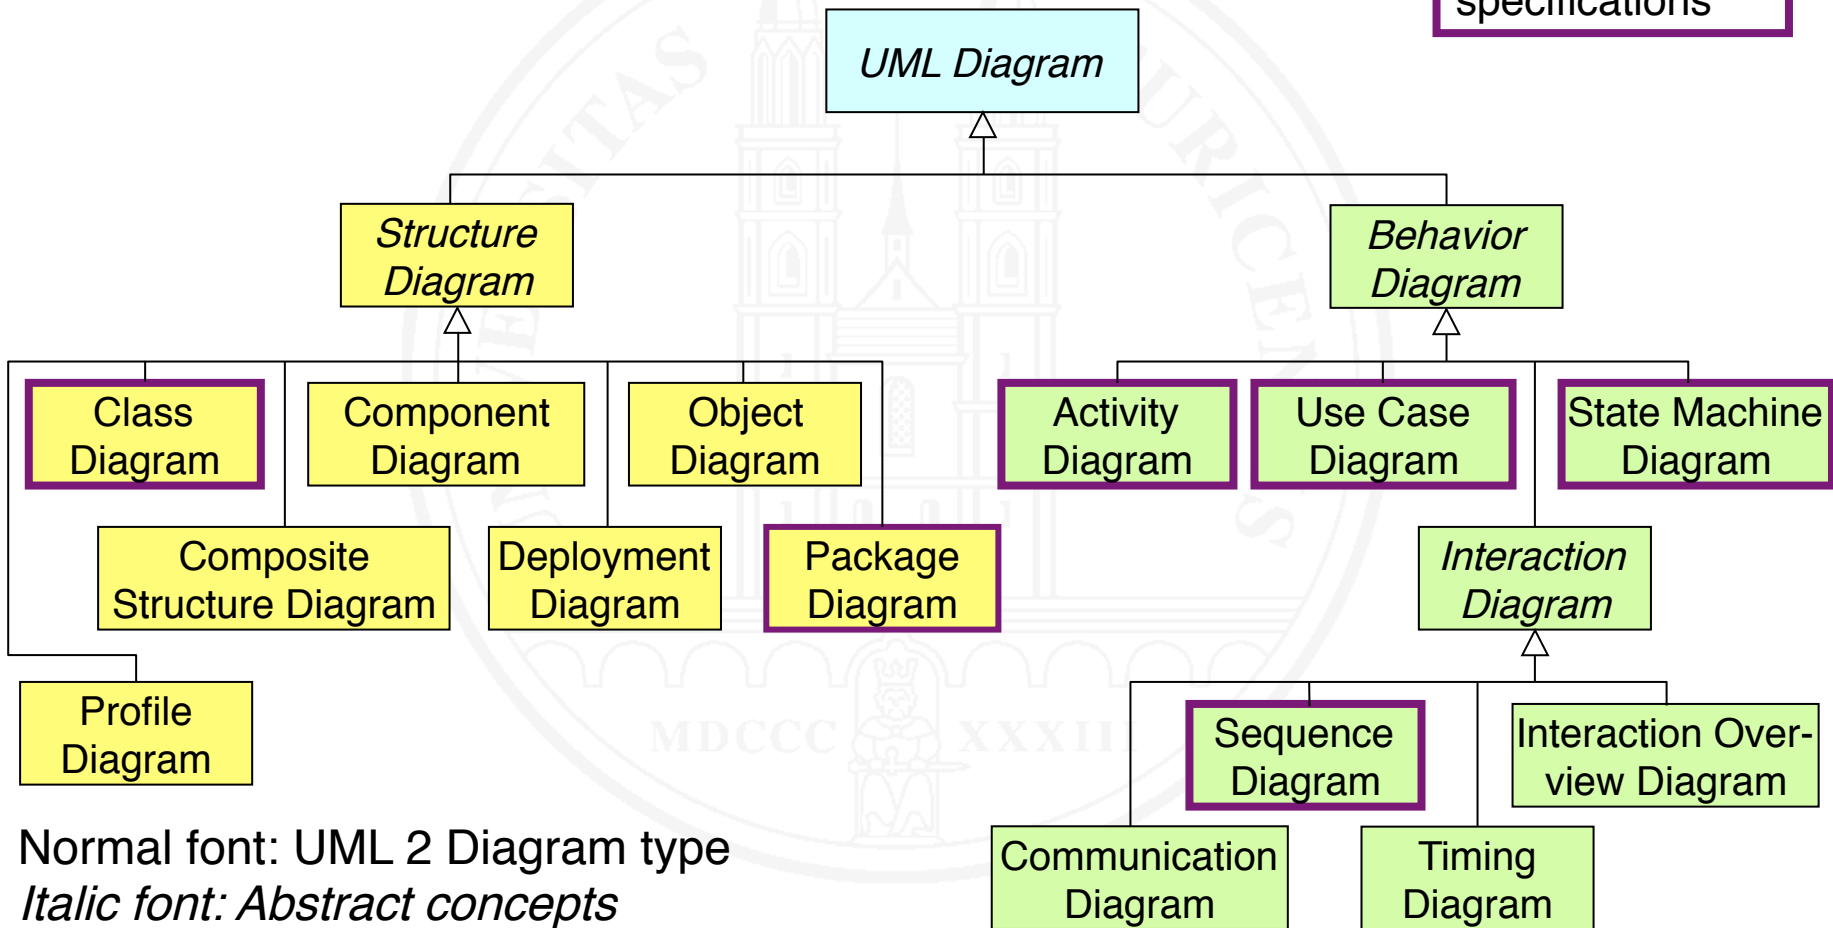 specifications
UML Diagram
Structure
Diagram
Behavior
Diagram
Class
Diagram
Component
Diagram
Object
Diagram
Activity
Diagram
Use Case
Diagram
State Machine
Diagram
Composite
Structure Diagram
Deployment
Diagram
Package
Diagram
Interaction
Diagram
Profile
Diagram
Sequence
Diagram
Interaction Over-
view Diagram
Communication
Diagram
Timing
Diagram
Normal font: UML 2 Diagram type
Italic font: Abstract concepts
MDCCC XXXIII